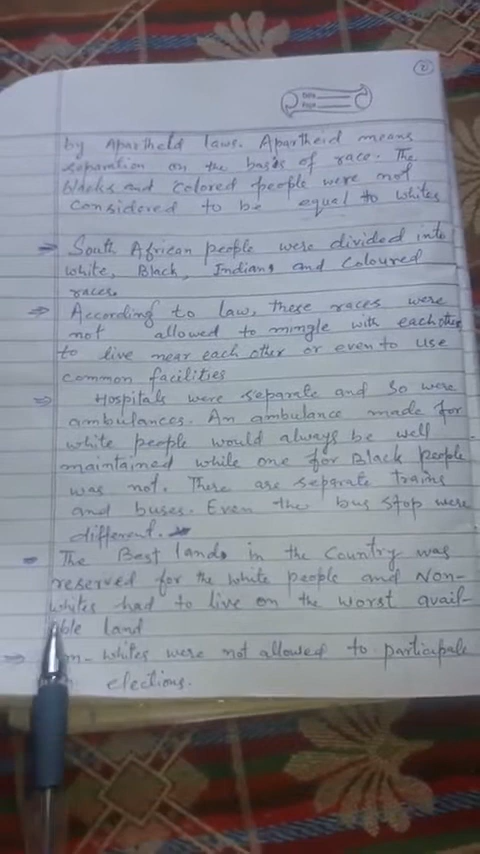 2
Date
Page
by Apartheid laws. Apartheid means
separation on the basis of race. The
blacks and colored people were not
considered to be equal to whites
⇒ South African people were divided into
white, Black, Indians and Coloured
races.
⇒ According to law, these races were
not allowed to mingle with each other
to live near each other or even to use
common facilities
⇒ Hospitals were separate and so were
ambulances. An ambulance made for
white people would always be well
maintained while one for Black people
was not. There are separate trains
and buses. Even the bus stop were
different.
The Best lands in the Country was
reserved for the white people and Non-
whites had to live on the worst avail-
able land
⇒ whites were not allowed to participate
elections.